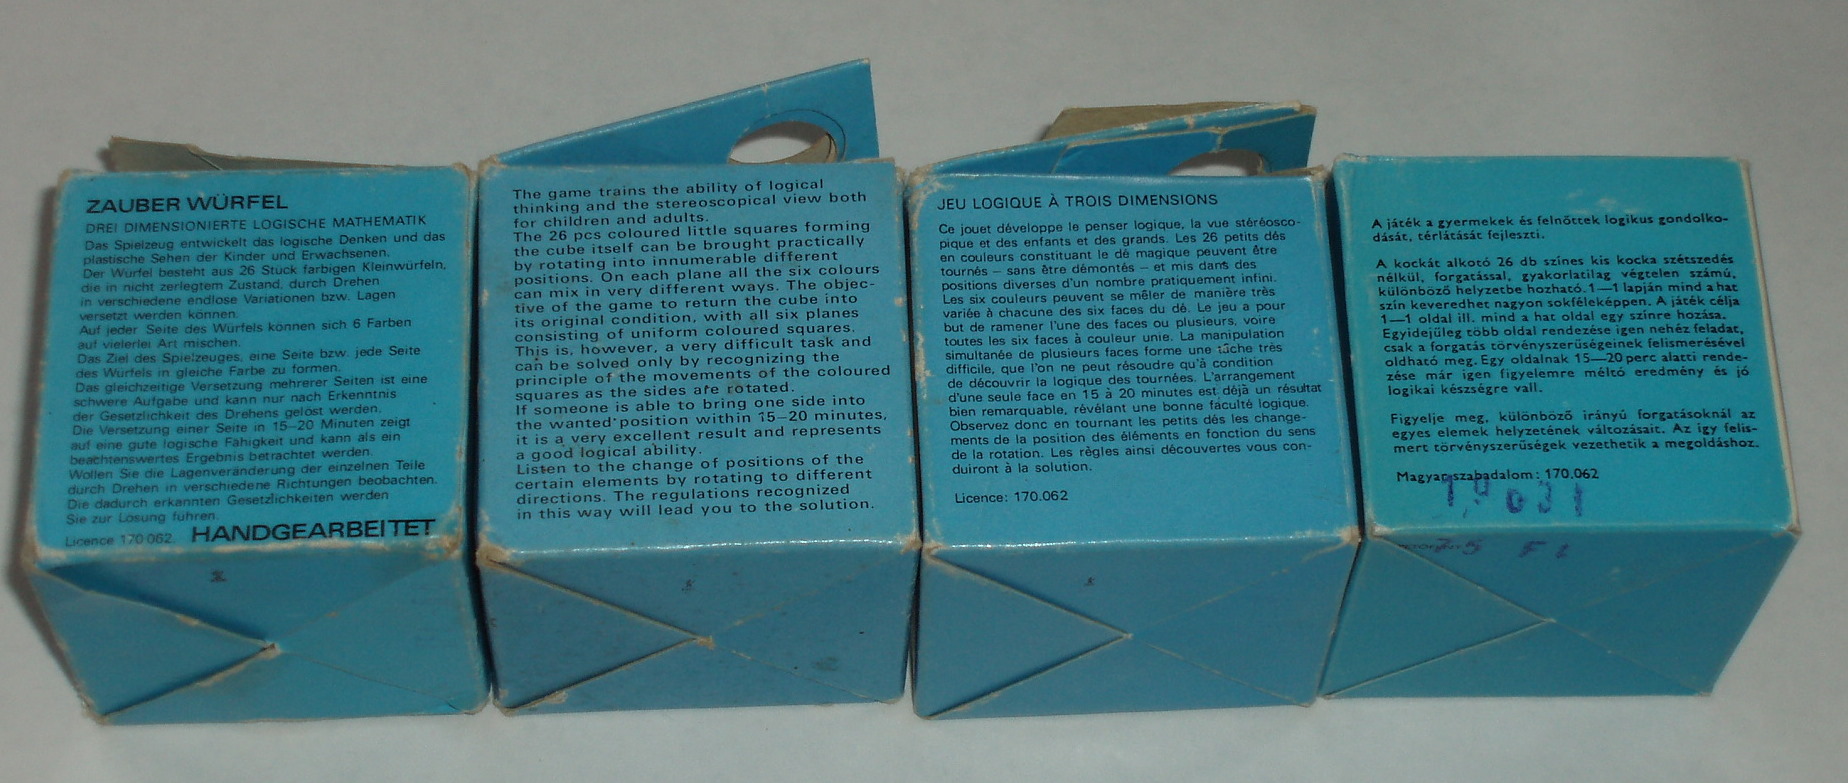 ZAUBER WÜRFEL
DREI DIMENSIONIERTE LOGISCHE MATHEMATIK
Das Spielzeug entwickelt das logische Denken und das
plastische Sehen der Kinder und Erwachsenen.
Der Würfel besteht aus 26 Stück farbigen Kleinwürfeln,
die in nicht zerlegtem Zustand, durch Drehen
in verschiedene endlose Variationen bzw. Lagen
versetzt werden können.
Auf jeder Seite des Würfels können sich 6 Farben
auf vielerlei Art mischen.
Das Ziel des Spielzeuges, eine Seite bzw. jede Seite
des Würfels in gleiche Farbe zu formen.
Das gleichzeitige Versetzung mehrerer Seiten ist eine
schwere Aufgabe und kann nur nach Erkenntnis
der Gesetzlichkeit des Drehens gelöst werden.
Die Versetzung einer Seite in 15–20 Minuten zeigt
auf eine gute logische Fähigkeit und kann als ein
beachtenswertes Ergebnis betrachtet werden.
Wollen Sie die Lagenveränderung der einzelnen Teile
durch Drehen in verschiedene Richtungen beobachten.
Die dadurch erkannten Gesetzlichkeiten werden
Sie zur Lösung führen.
Licence 170.062. HANDGEARBEITET
The game trains the ability of logical
thinking and the stereoscopical view both
for children and adults.
The 26 pcs coloured little squares forming
the cube itself can be brought practically
by rotating into innumerable different
positions. On each plane all the six colours
can mix in very different ways. The objec-
tive of the game to return the cube into
its original condition, with all six planes
consisting of uniform coloured squares.
This is, however, a very difficult task and
can be solved only by recognizing the
principle of the movements of the coloured
squares as the sides are rotated.
If someone is able to bring one side into
the wanted position within 15–20 minutes,
it is a very excellent result and represents
a good logical ability.
Listen to the change of positions of the
certain elements by rotating to different
directions. The regulations recognized
in this way will lead you to the solution.
JEU LOGIQUE À TROIS DIMENSIONS
Ce jouet développe le penser logique, la vue stérésco-
pique et des enfants et des grands. Les 26 petits dés
en couleurs constituant le dé magique peuvent être
tournés – sans être démontés – et mis dans des
positions diverses d'un nombre pratiquement infini.
Les six couleurs peuvent se mêler de manière très
variée à chacune des six faces du dé. Le jeu a pour
but de ramener l'une des faces ou plusieurs, voire
toutes les six faces à couleur unie. La manipulation
simultanée de plusieurs faces forme une tâche très
difficile, que l'on ne peut résoudre qu'à condition
de découvrir la logique des tournées. L'arrangement
d'une seule face en 15 à 20 minutes est déjà un résultat
bien remarquable, révélant une bonne faculté logique.
Observez donc en tournant les petits dés les change-
ments de la position des éléments en fonction du sens
de la rotation. Les règles ainsi découvertes vous con-
duiront à la solution.
Licence: 170.062
A játék a gyermekek és felnőttek logikus gondolko-
dását, térlátását fejleszti.
A kockát alkotó 26 db színes kis kocka szétszedés
nélkül, forgatással, gyakorlatilag végtelen számú,
különböző helyzetbe hozható. 1—1 lapján mind a hat
szín keveredhet nagyon sokféleképpen. A játék célja
1—1 oldal ill. mind a hat oldal egy színre hozása.
Egyidejűleg több oldal rendezése igen nehéz feladat,
csak a forgatás törvényszerűségeinek felismerésével
oldható meg. Egy oldalnak 15—20 perc alatti rende-
zése már igen figyelemre méltó eredmény és jó
logikai készségre vall.
Figyelje meg, különböző irányú forgatásoknál az
egyes elemek helyzetének változásait. Az így felis-
mert törvényszerűségek vezethetik a megoldáshoz.
Magyar szabadalom: 170.062